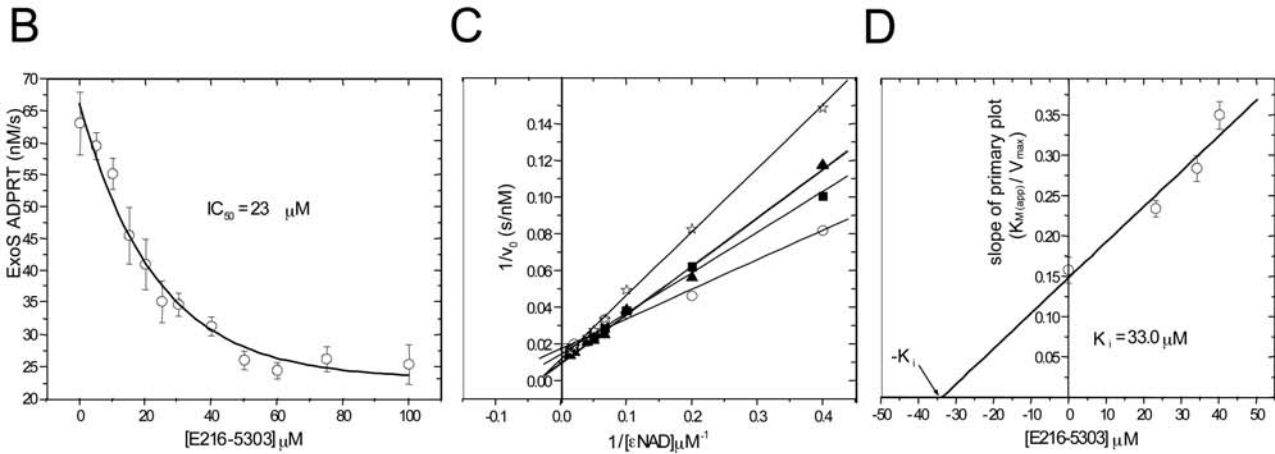 B
C
D
ExoS ADPRT (nM/s)
70
65
60
55
50
45
40
35
30
25
20
IC50 = 23 μM
0 20 40 60 80 100
[E216-5303] μM
1/v0 (s/nM)
0.14
0.12
0.10
0.08
0.06
0.04
0.02
0.00
-0.1 0.0 0.1 0.2 0.3 0.4
1/[εNAD]μM-1
slope of primary plot
(KM(app)/ Vmax)
0.35
0.30
0.25
0.20
0.15
0.10
0.05
Ki = 33.0 μM
-Ki
-50 -40 -30 -20 -10 0 10 20 30 40 50
[E216-5303] μM